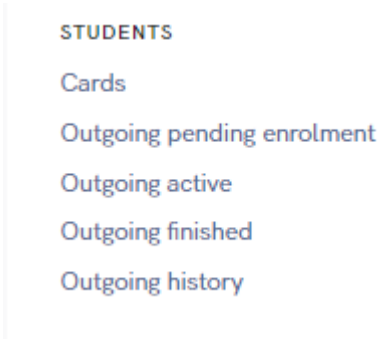 STUDENTS
Cards
Outgoing pending enrolment
Outgoing active
Outgoing finished
Outgoing history